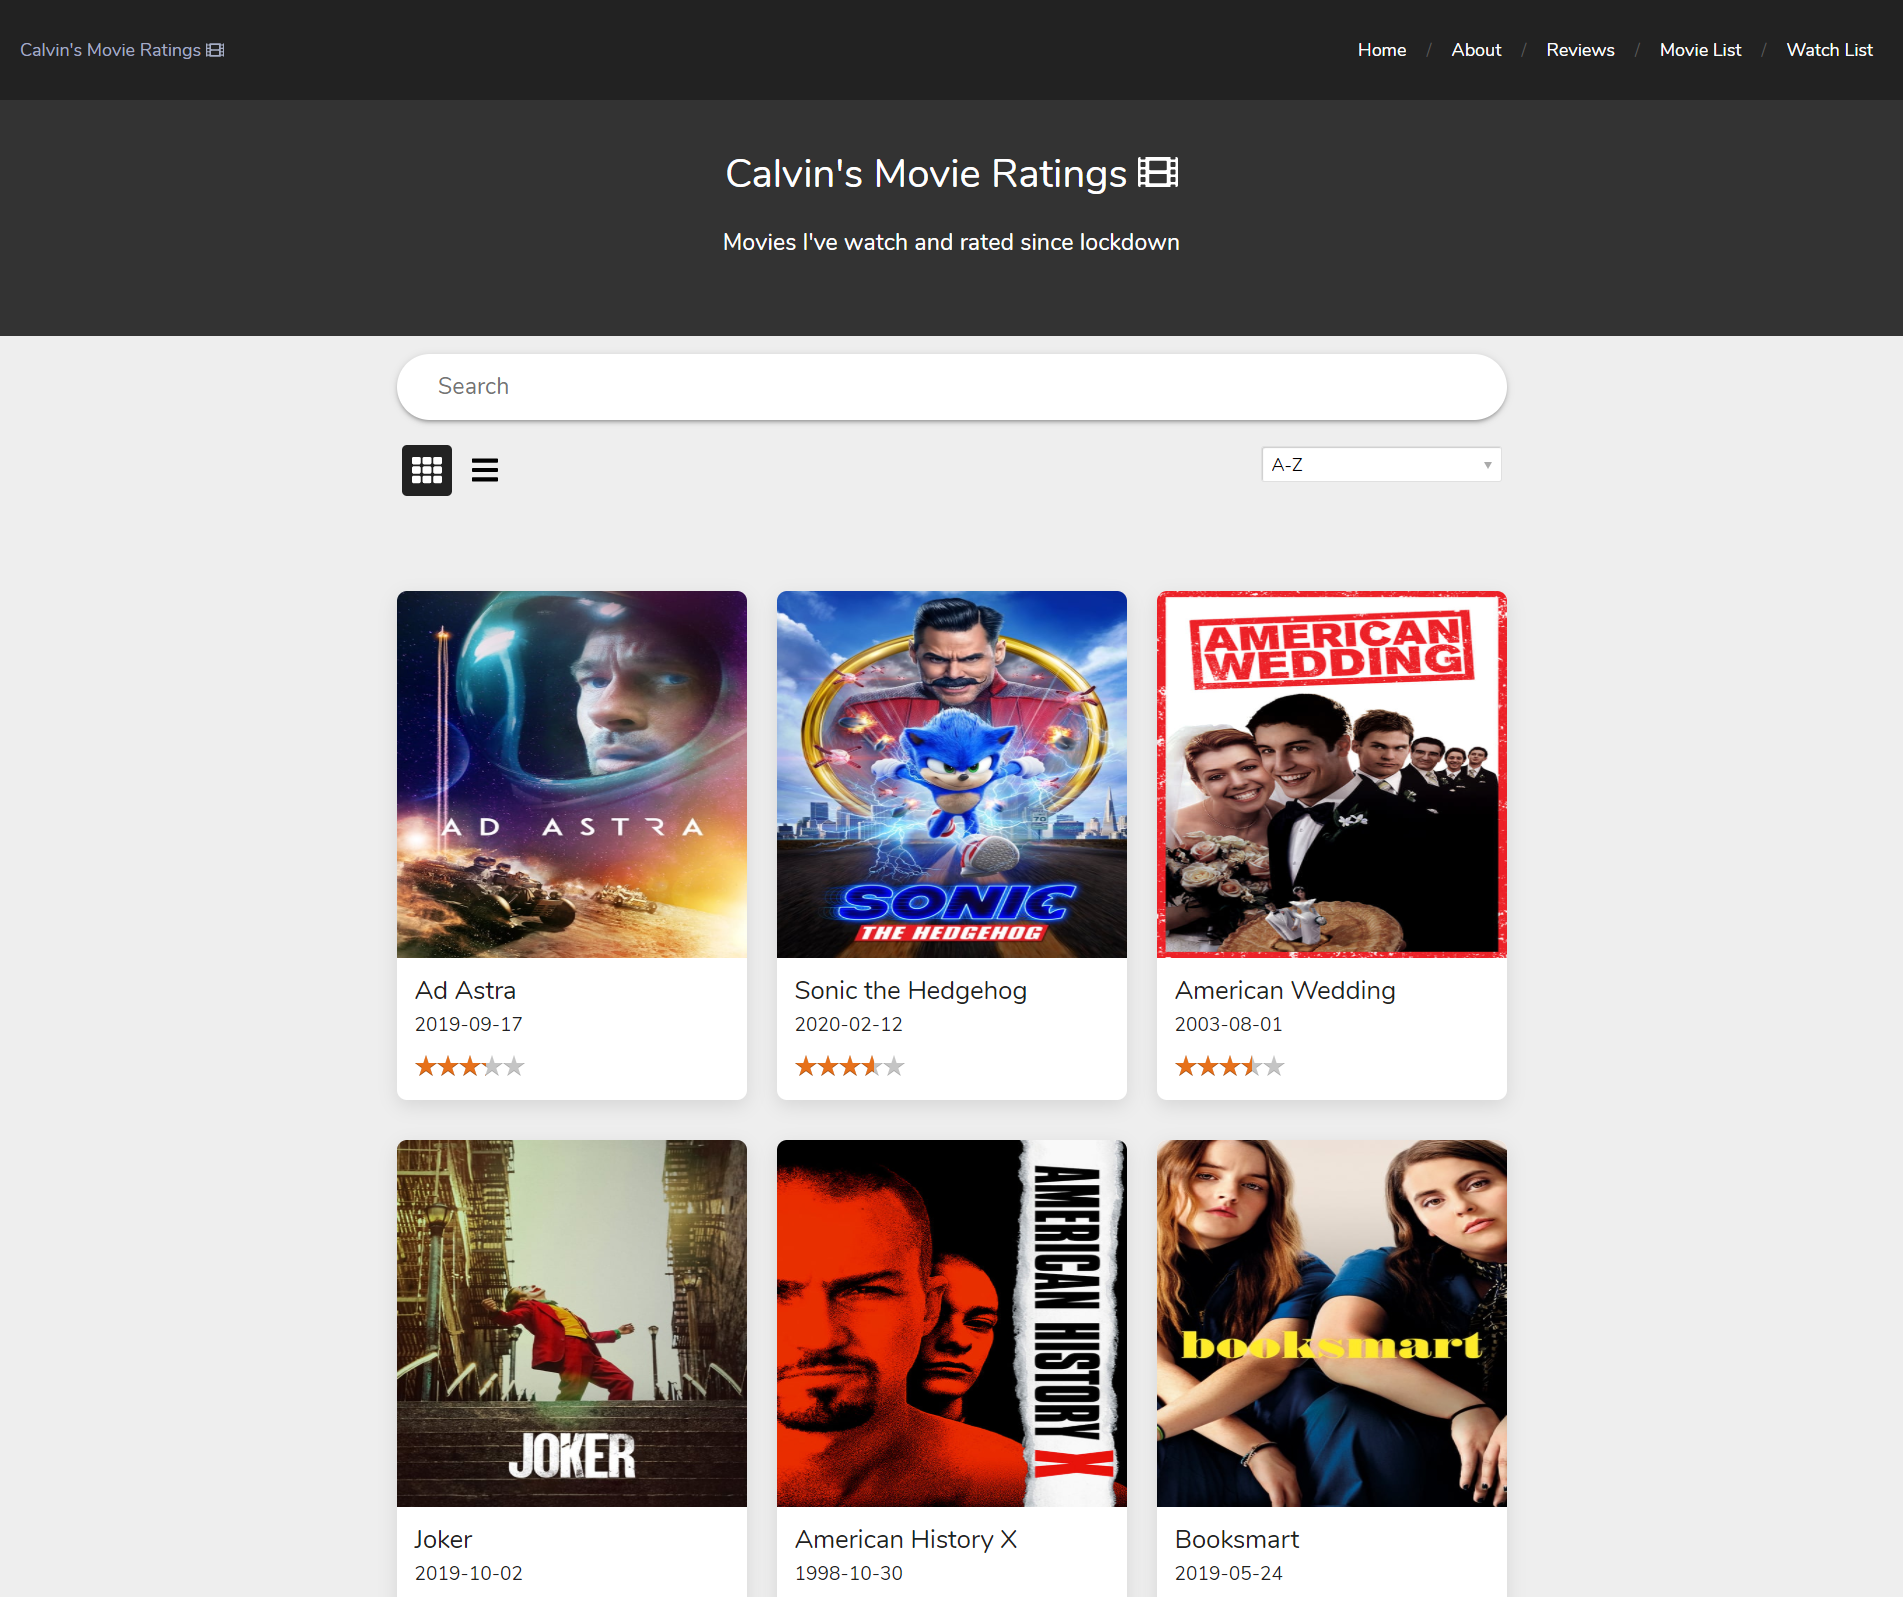 Calvin's Movie Ratings
Home / About / Reviews / Movie List / Watch List
Calvin's Movie Ratings
Movies I've watch and rated since lockdown
Search
A-Z
AD ASTRA
SONIC
THE HEDGEHOG
AMERICAN
WEDDING
Ad Astra
2019-09-17
Sonic the Hedgehog
2020-02-12
American Wedding
2003-08-01
JOKER
AMERICAN HISTORY X
booksmart
Joker
2019-10-02
American History X
1998-10-30
Booksmart
2019-05-24